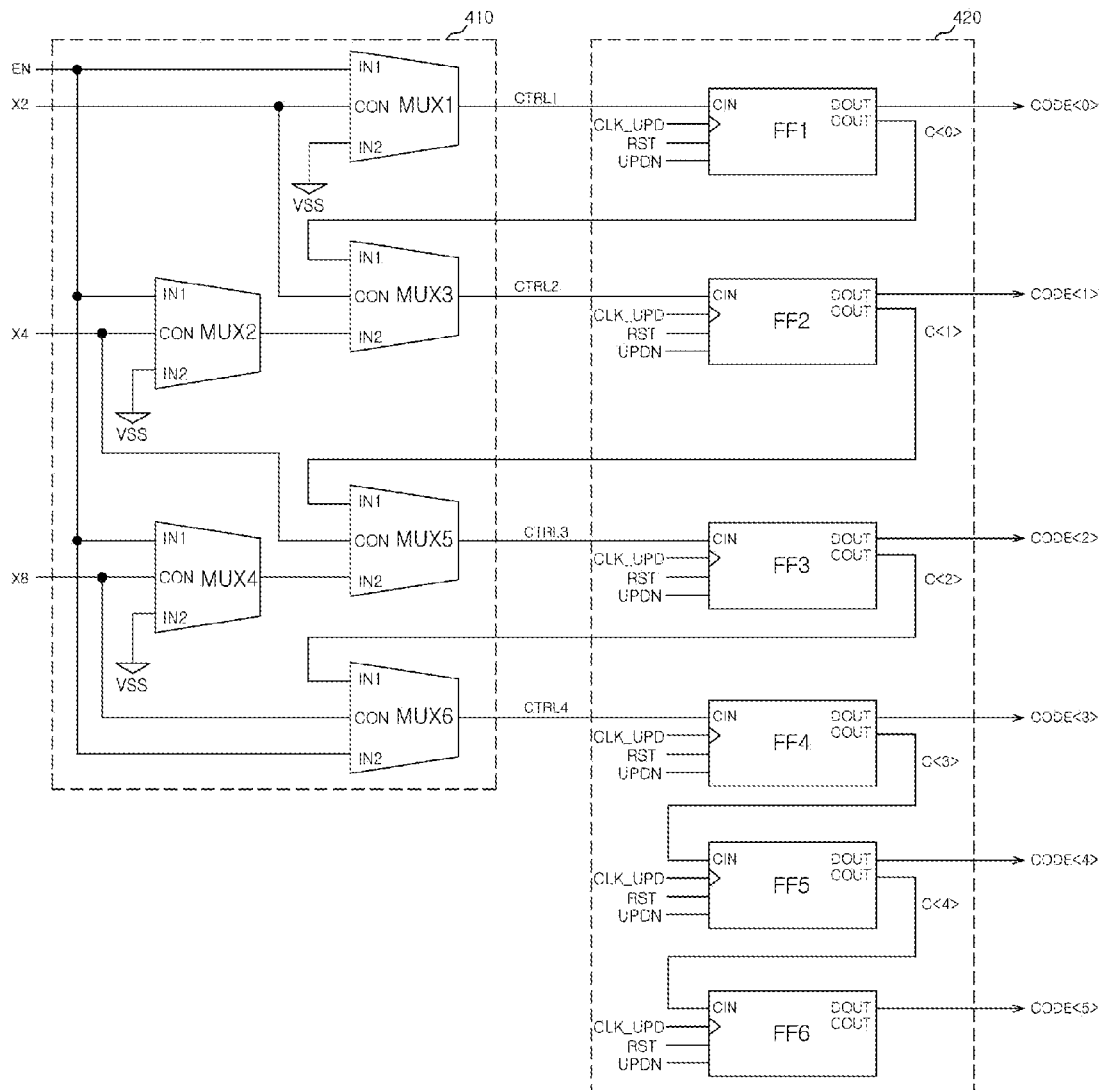 410
420
EN
IN1
X2
CON MUX1
CTRL1
CIN
DOUT
CODE<0>
COUT
CLK_UPD
FF1
C<0>
IN2
RST
UPDN
VSS
IN1
CON MUX3
CTRL2
CIN
DOUT
CODE<1>
COUT
IN1
CLK_UPD
FF2
X4
CON MUX2
IN2
RST
C<1>
UPDN
IN2
VSS
IN1
CON MUX5
CTRL3
CIN
DOUT
CODE<2>
IN1
COUT
CLK_UPD
X8
CON MUX4
IN2
FF3
RST
C<2>
UPDN
IN2
VSS
IN1
CON MUX6
CTRL4
CIN
DOUT
CODE<3>
COUT
CLK_UPD
FF4
IN2
RST
C<3>
UPDN
CIN
DOUT
CODE<4>
COUT
CLK_UPD
FF5
RST
C<4>
UPDN
CIN
DOUT
CODE<5>
COUT
CLK_UPD
FF6
RST
UPDN